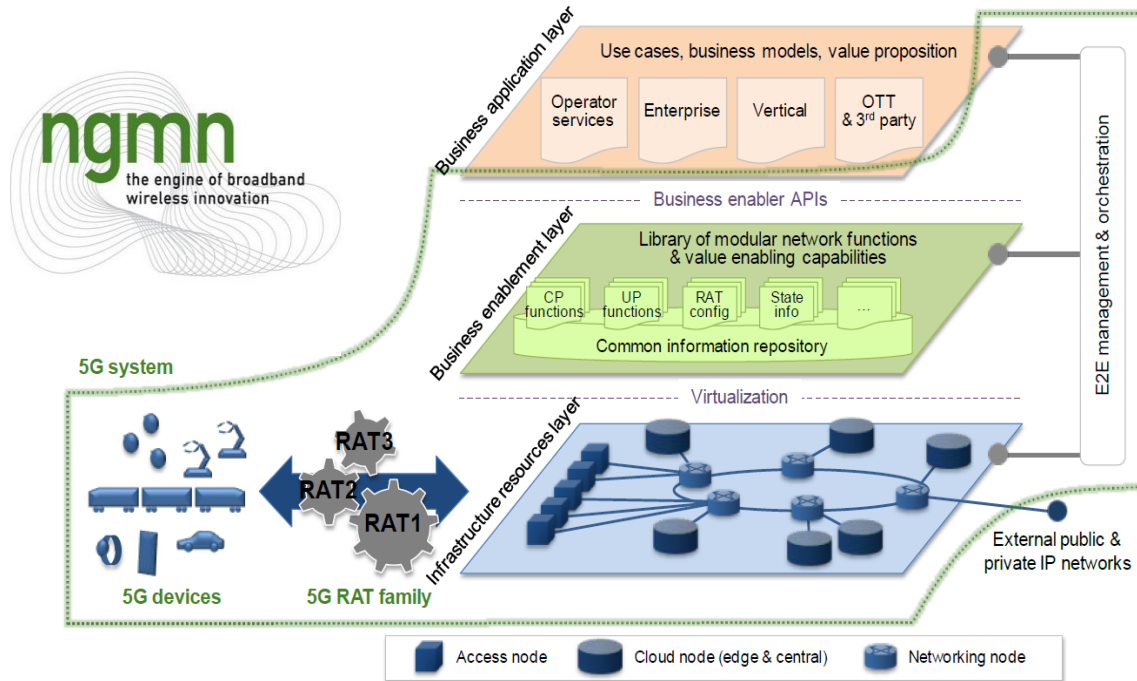 ngmn
the engine of broadband
wireless innovation
Business application layer
Use cases, business models, value proposition
Operator
services
Enterprise
Vertical
OTT
& 3rd party
Business enabler APIs
Business enablement layer
Library of modular network functions
& value enabling capabilities
CP
functions
UP
functions
RAT
config
State
info
...
Common information repository
E2E management & orchestration
Virtualization
5G system
Infrastructure resources layer
RAT3
RAT2
RAT1
5G devices
5G RAT family
External public &
private IP networks
Access node
Cloud node (edge & central)
Networking node